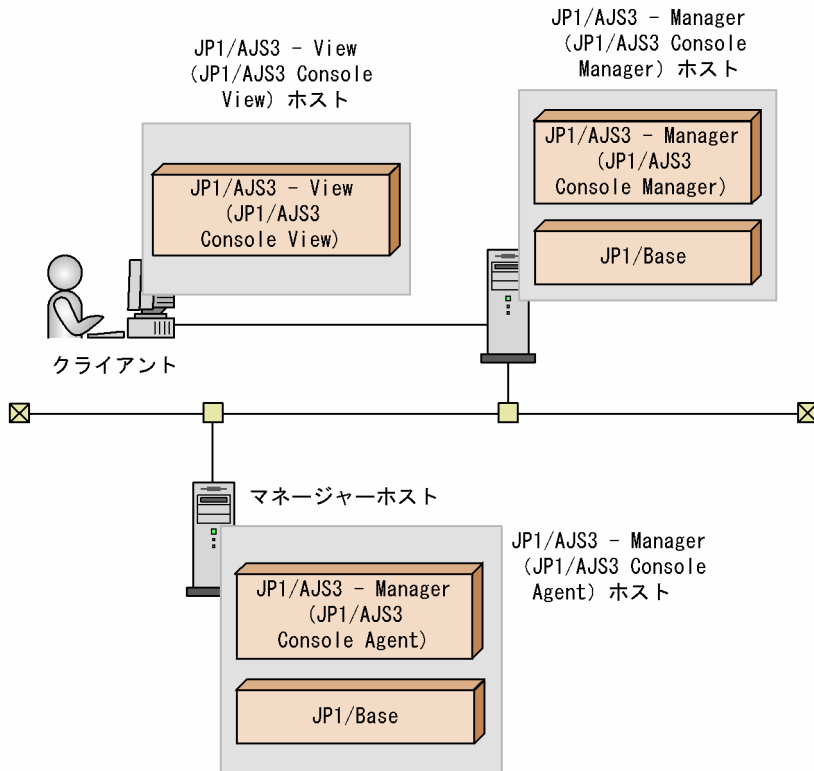 JP1/AJS3 - View
(JP1/AJS3 Console
View) ホスト
JP1/AJS3 - Manager
(JP1/AJS3 Console
Manager) ホスト
JP1/AJS3 - View
(JP1/AJS3
Console View)
JP1/AJS3 - Manager
(JP1/AJS3
Console Manager)
JP1/Base
クライアント
マネージャーホスト
JP1/AJS3 - Manager
(JP1/AJS3 Console
Agent) ホスト
JP1/AJS3 - Manager
(JP1/AJS3
Console Agent)
JP1/Base